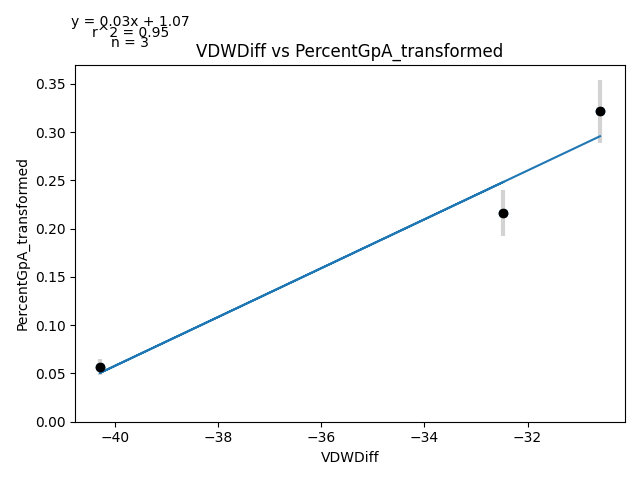 y = 0.03x + 1.07
r^2 = 0.95
n = 3
VDWDiff vs PercentGpA_transformed
0.35
0.30
0.25
0.20
0.15
0.10
0.05
0.00
PercentGpA_transformed
−40
−38
−36
−34
−32
VDWDiff